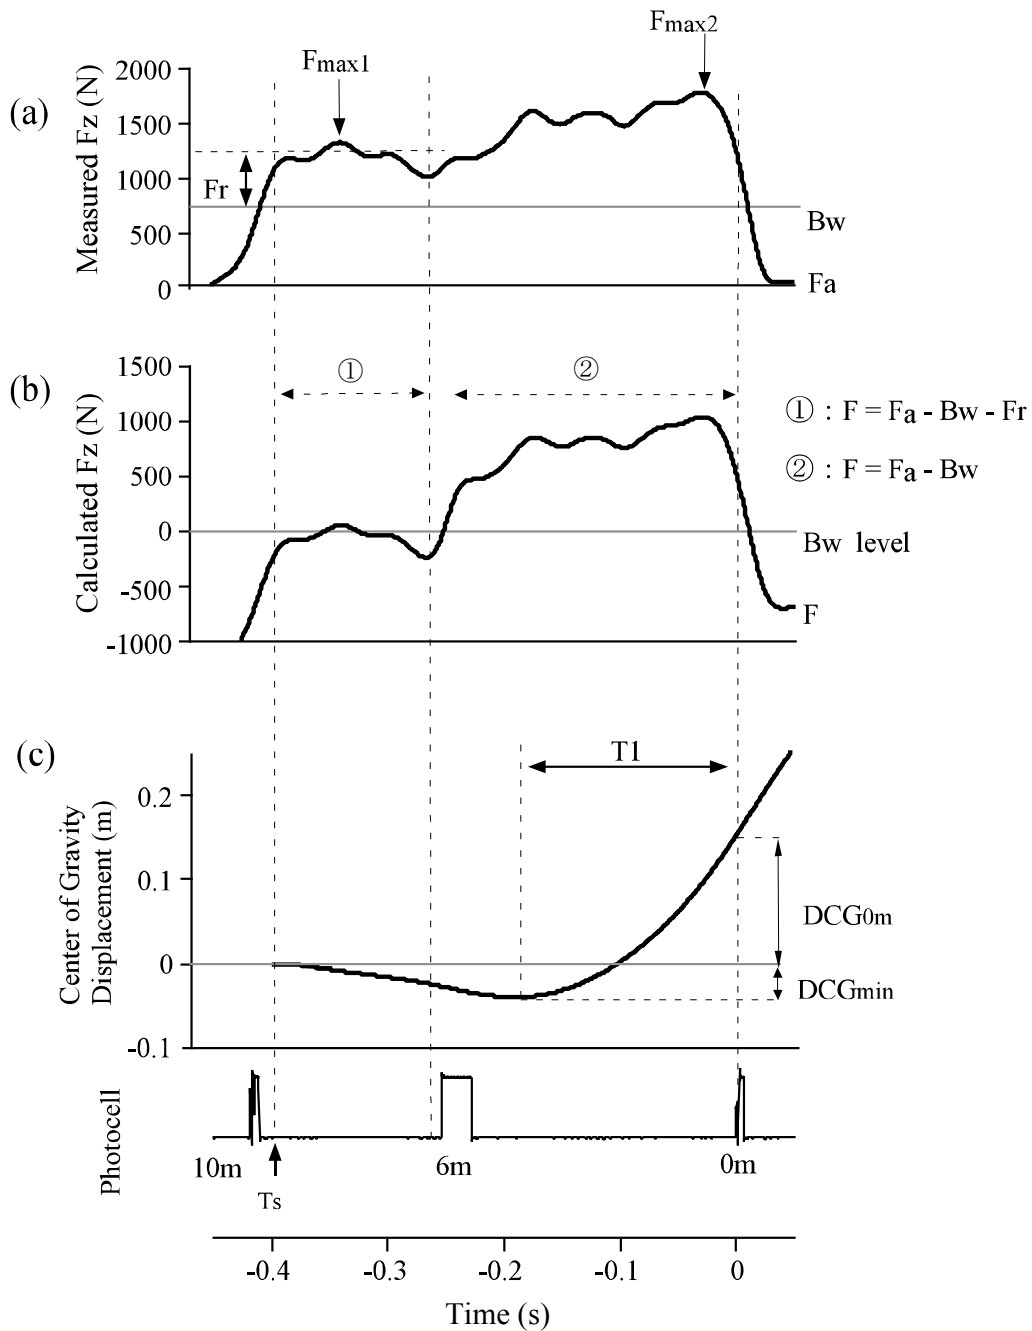 Fmax2
Fmax1
(a)
Measured Fz (N)
2000
1500
1000
500
0
Fr
Bw
Fa
(b)
Calculated Fz (N)
1500
1000
500
0
-500
-1000
①
②
① : F = Fa - Bw - Fr
② : F = Fa - Bw
Bw level
F
(c)
Center of Gravity
Displacement (m)
0.2
0.1
0
-0.1
T1
DCG0m
DCGmin
Photocell
10m
6m
0m
Ts
-0.4
-0.3
-0.2
-0.1
0
Time (s)